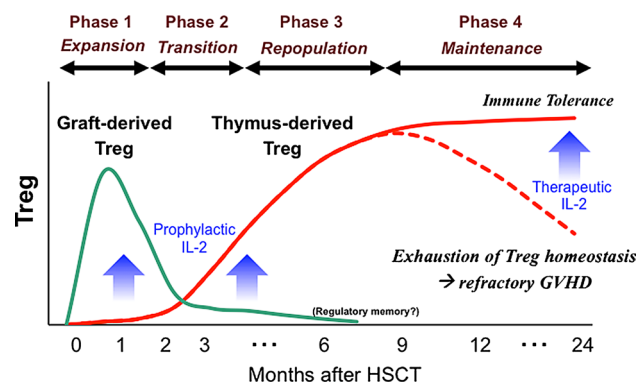 Phase 1 Phase 2 Phase 3 Phase 4
Expansion Transition Repopulation Maintenance
Immune Tolerance
Graft-derived
Treg
Thymus-derived
Treg
Treg
Prophylactic
IL-2
Therapeutic
IL-2
Exhaustion of Treg homeostasis
→ refractory GVHD
(Regulatory memory?)
0 1 2 3 ••• 6 9 12 ••• 24
Months after HSCT